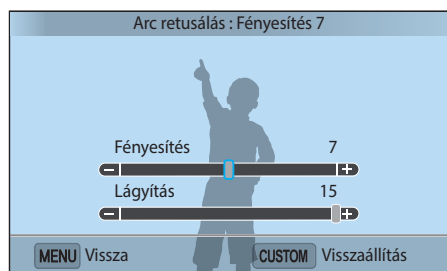 Arc retusálás : Fényesítés 7
Fényesítés 7
Lágyítás 15
MENU Vissza CUSTOM Visszaállítás